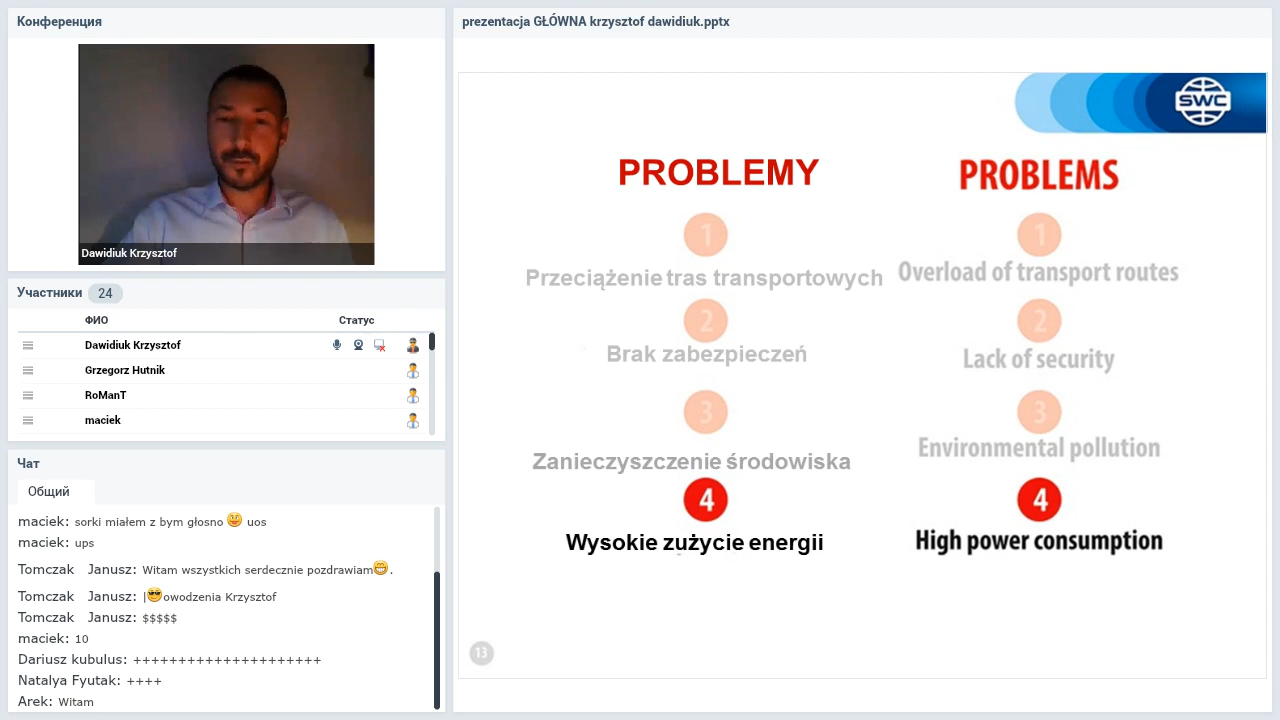 Конференция
Dawidiuk Krzysztof
Участники 24
ФИО Статус
Dawidiuk Krzysztof
Grzegorz Hutnik
RoManT
maciek
Чат
Общий
maciek: sorki miałem z bym głosno uos
maciek: ups
Tomczak Janusz: Witam wszystkich serdecznie pozdrawiam.
Tomczak Janusz: |owodzenia Krzysztof
Tomczak Janusz: $$$$$
maciek: 10
Dariusz kubulus: +++++++++++++++++++++
Natalya Fyutak: ++++
Arek: Witam
prezentacja GŁÓWNA krzysztof dawidiuk.pptx
SWC
PROBLEMY
1
Przeciążenie tras transportowych
2
Brak zabezpieczeń
3
Zanieczyszczenie środowiska
4
Wysokie zużycie energii
PROBLEMS
1
Overload of transport routes
2
Lack of security
3
Environmental pollution
4
High power consumption
13